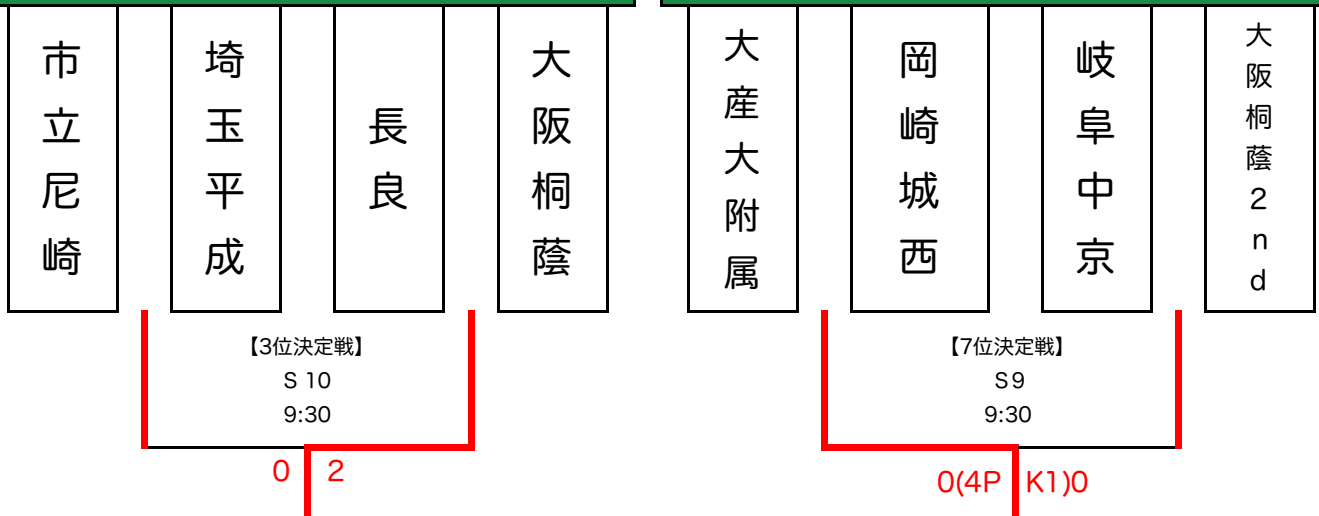 市立尼崎
埼玉平成
長良
大阪桐蔭
大産大附属
岡崎城西
岐阜中京
大阪桐蔭2nd
【3位決定戦】
S 10
9:30
0 2
【7位決定戦】
S9
9:30
0(4P K1)0